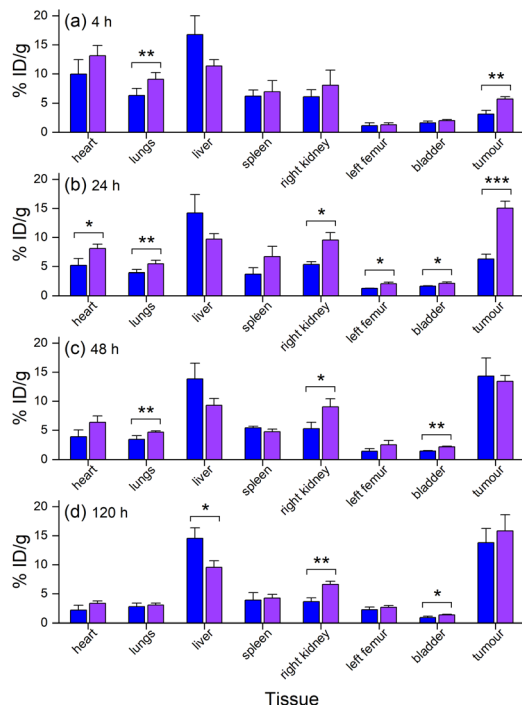 (a) 4 h
**
**
% ID/g
20
15
10
5
0
heart
lungs
liver
spleen
right kidney
left femur
bladder
tumour
(b) 24 h
*
**
*
*
*
***
% ID/g
20
15
10
5
0
heart
lungs
liver
spleen
right kidney
left femur
bladder
tumour
(c) 48 h
**
*
**
% ID/g
20
15
10
5
0
heart
lungs
liver
spleen
right kidney
left femur
bladder
tumour
(d) 120 h
*
**
*
% ID/g
20
15
10
5
0
heart
lungs
liver
spleen
right kidney
left femur
bladder
tumour
Tissue